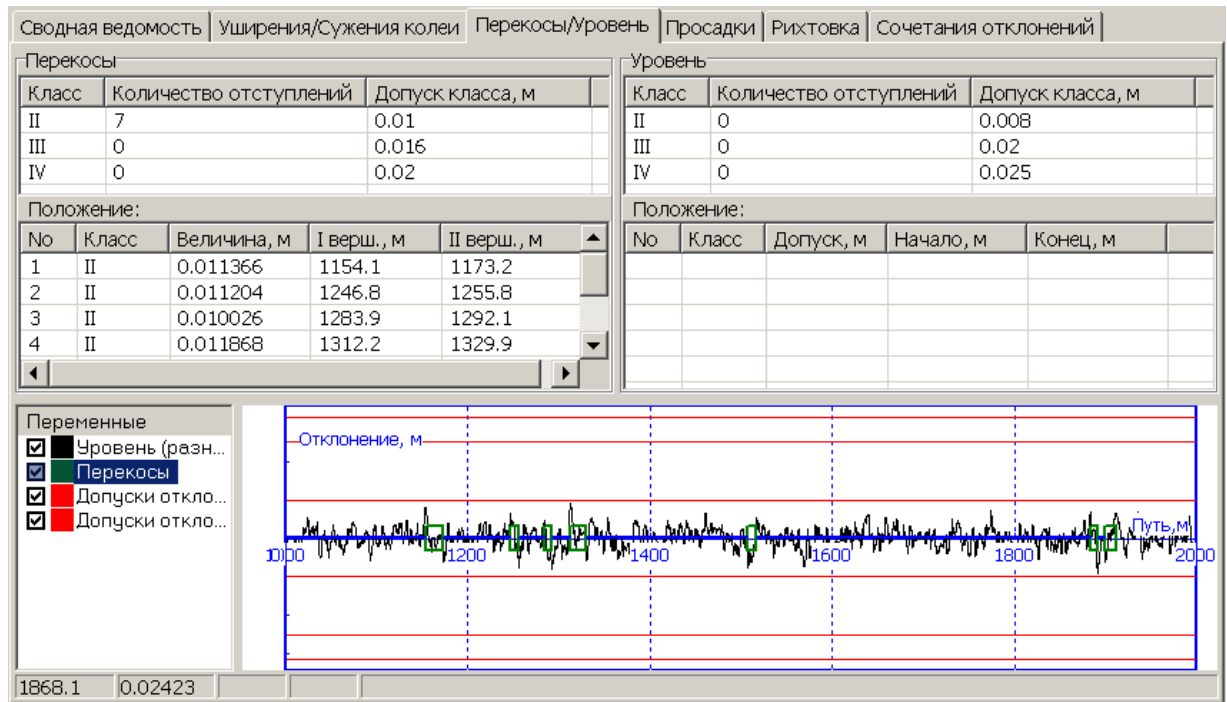 Сводная ведомость Уширения/Сужения колеи Перекосы/Уровень Просадки Рихтовка Сочетания отклонений
Перекосы
Класс Количество отступлений Допуск класса, м
II 7 0.01
III 0 0.016
IV 0 0.02
Положение:
No Класс Величина, м I верш., м II верш., м
1 II 0.011366 1154.1 1173.2
2 II 0.011204 1246.8 1255.8
3 II 0.010026 1283.9 1292.1
4 II 0.011868 1312.2 1329.9
Уровень
Класс Количество отступлений Допуск класса, м
II 0 0.008
III 0 0.02
IV 0 0.025
Положение:
No Класс Допуск, м Начало, м Конец, м
Переменные
Уровень (разн...
Перекосы
Допуски откло...
Допуски откло...
Отклонение, м
Путь, м
1000 1200 1400 1600 1800 2000
1868.1 0.02423